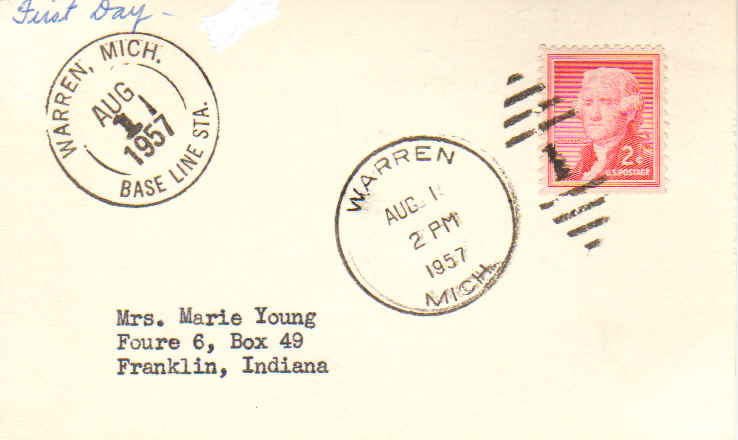 First Day -
WARREN, MICH.
AUG
1
1957
BASE LINE STA.
WARREN
AUG 1
2 PM
1957
MICH.
1
2¢
U.S. POSTAGE
Mrs. Marie Young
Foure 6, Box 49
Franklin, Indiana